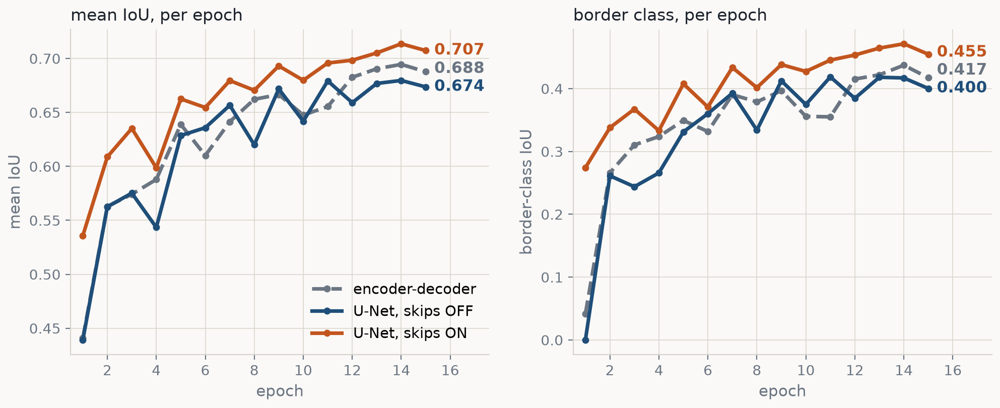 mean IoU, per epoch
mean IoU
0.70
0.65
0.60
0.55
0.50
0.45
0.707
0.688
0.674
encoder-decoder
U-Net, skips OFF
U-Net, skips ON
2 4 6 8 10 12 14 16
epoch
border class, per epoch
border-class IoU
0.4
0.3
0.2
0.1
0.0
0.455
0.417
0.400
2 4 6 8 10 12 14 16
epoch